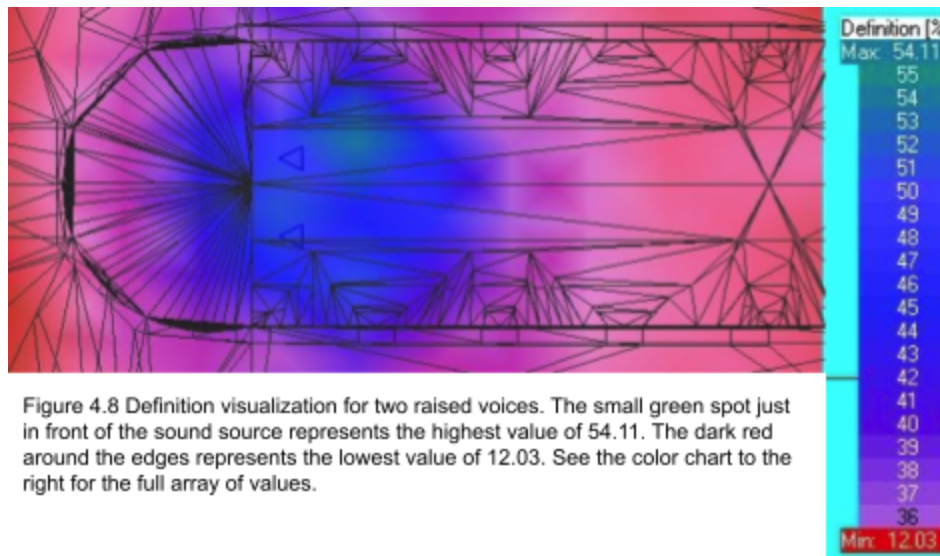 Definition [%
Max: 54.11
55
54
53
52
51
50
49
48
47
46
45
44
43
42
41
40
39
38
37
36
Min: 12.03
Figure 4.8 Definition visualization for two raised voices. The small green spot just
in front of the sound source represents the highest value of 54.11. The dark red
around the edges represents the lowest value of 12.03. See the color chart to the
right for the full array of values.